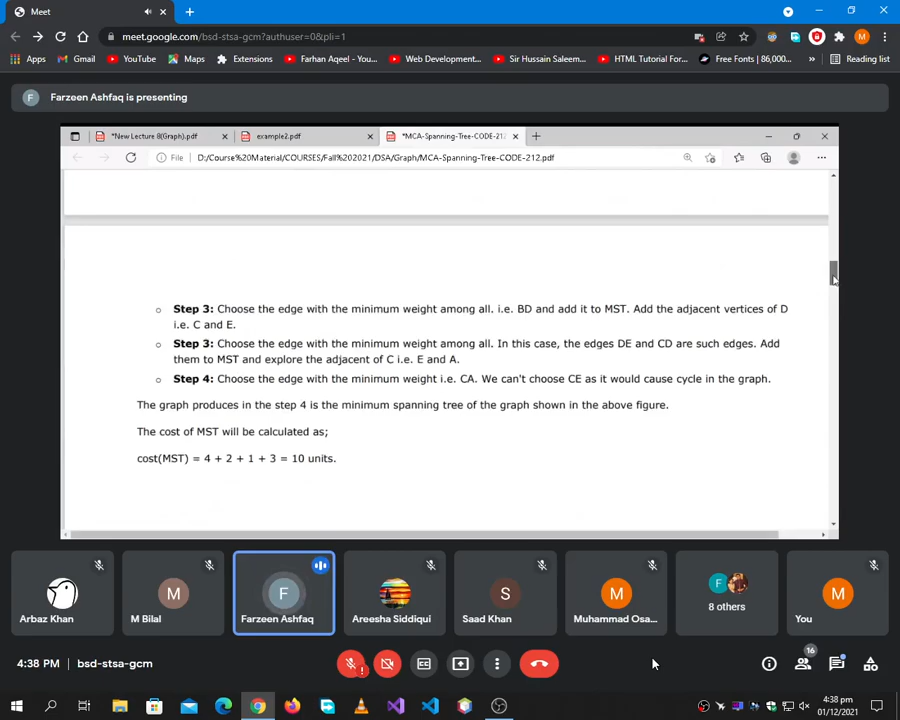 Meet
meet.google.com/bsd-stsa-gcm?authuser=0&pli=1
Apps Gmail YouTube Maps Extensions Farhan Aqeel - You... Web Development... Sir Hussain Saleem... HTML Tutorial For... Free Fonts | 86,000... » Reading list
F Farzeen Ashfaq is presenting
*New Lecture 8(Graph).pdf example2.pdf *MCA-Spanning-Tree-CODE-212
File D:/Course%20Material/COURSES/Fall%202021/DSA/Graph/MCA-Spanning-Tree-CODE-212.pdf
Step 3: Choose the edge with the minimum weight among all. i.e. BD and add it to MST. Add the adjacent vertices of D
i.e. C and E.
Step 3: Choose the edge with the minimum weight among all. In this case, the edges DE and CD are such edges. Add
them to MST and explore the adjacent of C i.e. E and A.
Step 4: Choose the edge with the minimum weight i.e. CA. We can't choose CE as it would cause cycle in the graph.
The graph produces in the step 4 is the minimum spanning tree of the graph shown in the above figure.
The cost of MST will be calculated as;
cost(MST) = 4 + 2 + 1 + 3 = 10 units.
M F S M F M
Arbaz Khan M Bilal Farzeen Ashfaq Areesha Siddiqui Saad Khan Muhammad Osa... 8 others You
4:38 PM | bsd-stsa-gcm 16
4:38 pm
01/12/2021